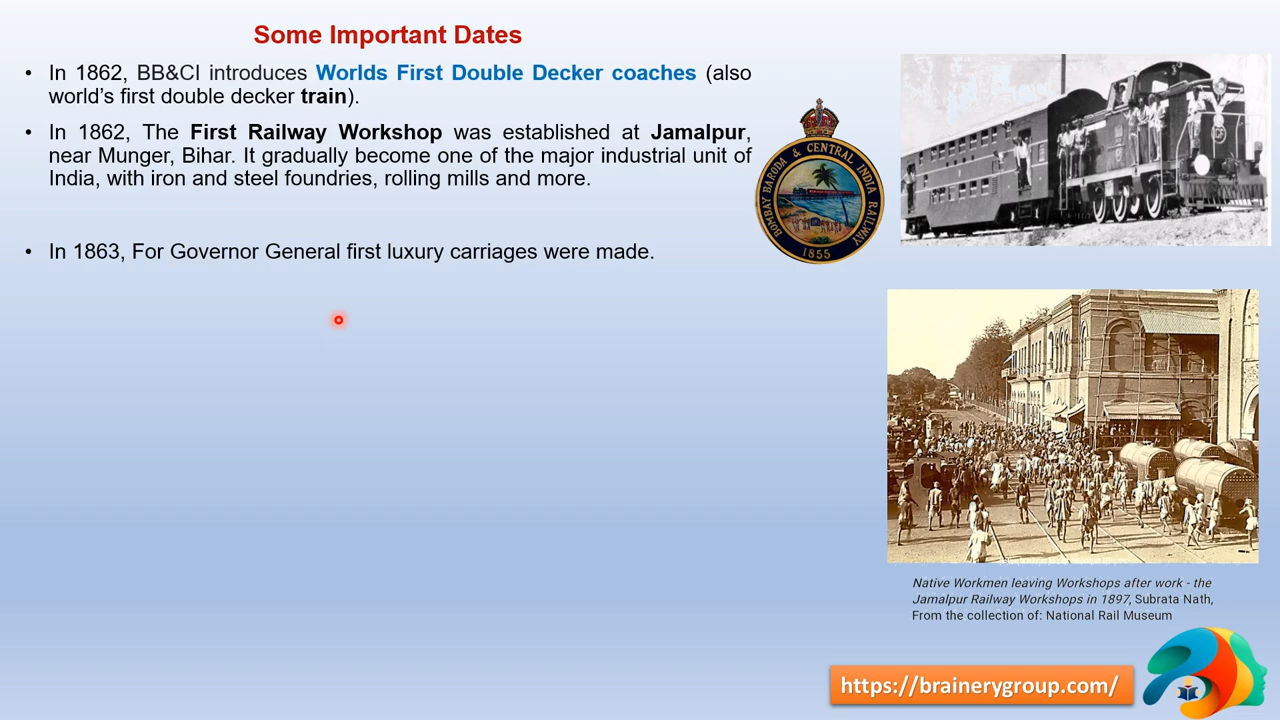 Some Important Dates
• In 1862, BB&CI introduces Worlds First Double Decker coaches (also
world's first double decker train).
• In 1862, The First Railway Workshop was established at Jamalpur,
near Munger, Bihar. It gradually become one of the major industrial unit of
India, with iron and steel foundries, rolling mills and more.
• In 1863, For Governor General first luxury carriages were made.
BOMBAY BARODA & CENTRAL INDIA RAILWAY
1855
Native Workmen leaving Workshops after work - the
Jamalpur Railway Workshops in 1897, Subrata Nath,
From the collection of: National Rail Museum
https://brainerygroup.com/